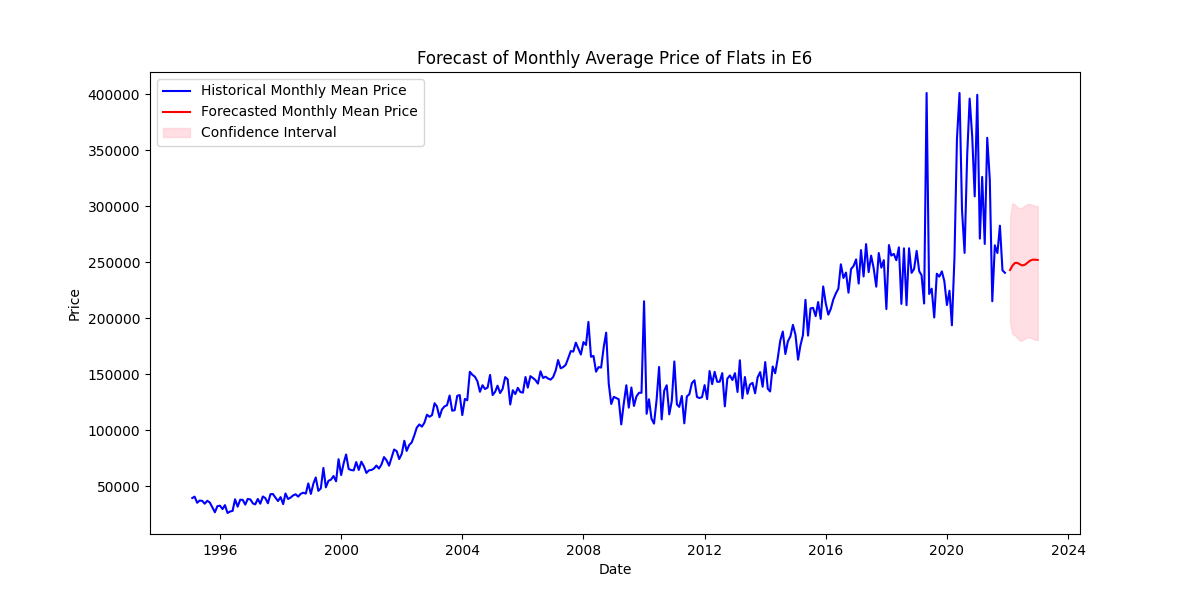 Forecast of Monthly Average Price of Flats in E6
Historical Monthly Mean Price
Forecasted Monthly Mean Price
Confidence Interval
400000
350000
300000
250000
200000
150000
100000
50000
Price
1996 2000 2004 2008 2012 2016 2020 2024
Date